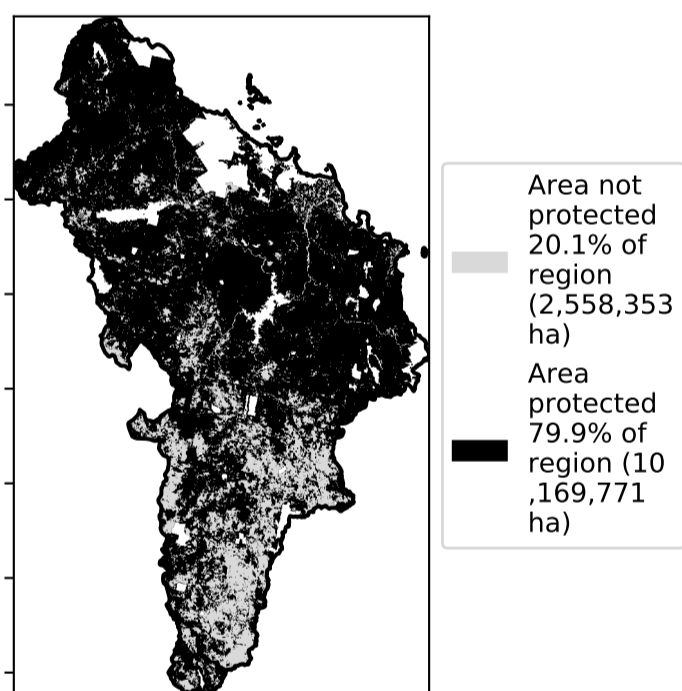 Area not
protected
20.1% of
region
(2,558,353
ha)
Area
protected
79.9% of
region (10
,169,771
ha)